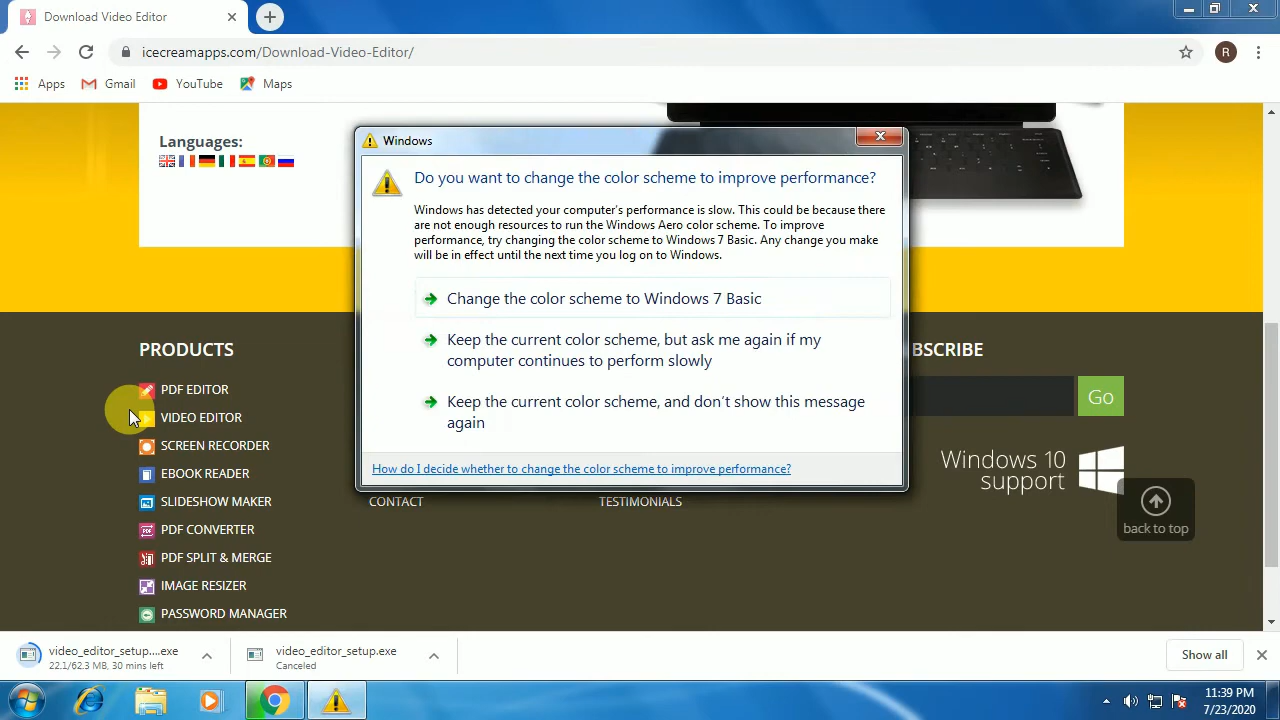 Download Video Editor
icecreamapps.com/Download-Video-Editor/
R
Apps
Gmail
YouTube
Maps
Languages:
Windows
Do you want to change the color scheme to improve performance?
Windows has detected your computer's performance is slow. This could be because there
are not enough resources to run the Windows Aero color scheme. To improve
performance, try changing the color scheme to Windows 7 Basic. Any change you make
will be in effect until the next time you log on to Windows.
Change the color scheme to Windows 7 Basic
Keep the current color scheme, but ask me again if my
computer continues to perform slowly
Keep the current color scheme, and don't show this message
again
How do I decide whether to change the color scheme to improve performance?
PRODUCTS
PDF EDITOR
VIDEO EDITOR
SCREEN RECORDER
EBOOK READER
SLIDESHOW MAKER
PDF CONVERTER
PDF SPLIT & MERGE
IMAGE RESIZER
PASSWORD MANAGER
CONTACT
TESTIMONIALS
BSCRIBE
Go
Windows 10
support
back to top
video_editor_setup....exe
22.1/62.3 MB, 30 mins left
video_editor_setup.exe
Canceled
Show all
11:39 PM
7/23/2020